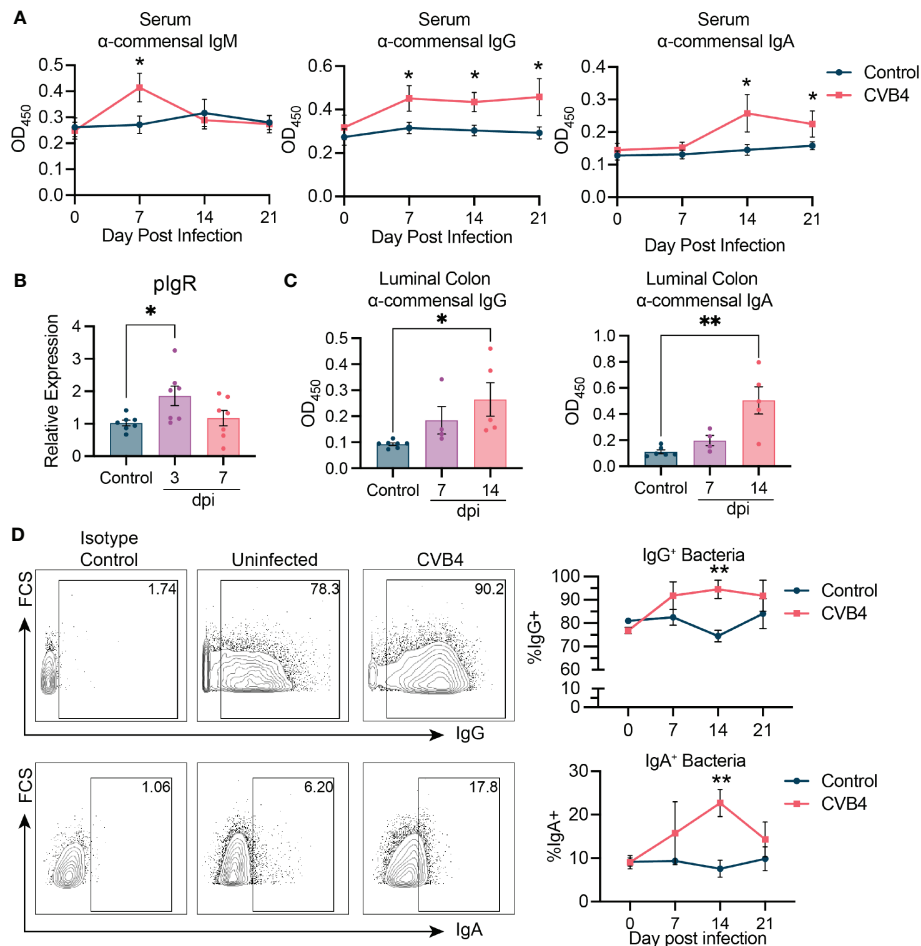 A
Serum
α-commensal IgM
OD450
0.5
0.4
0.3
0.2
0.1
0.0
*
0 7 14 21
Day Post Infection
Serum
α-commensal IgG
OD450
0.6
0.4
0.2
0.0
* * *
0 7 14 21
Day Post Infection
Serum
α-commensal IgA
OD450
0.4
0.3
0.2
0.1
0.0
* *
0 7 14 21
Day Post Infection
Control
CVB4
B
pIgR
Relative Expression
4
3
2
1
0
*
Control 3 7
dpi
C
Luminal Colon
α-commensal IgG
OD450
0.5
0.4
0.3
0.2
0.1
0.0
*
Control 7 14
dpi
Luminal Colon
α-commensal IgA
OD450
1.0
0.8
0.6
0.4
0.2
0.0
**
Control 7 14
dpi
D
Isotype
Control
Uninfected
CVB4
FCS
1.74
78.3
90.2
IgG
FCS
1.06
6.20
17.8
IgA
IgG+ Bacteria
%IgG+
100
90
80
70
60
10
0
**
0 7 14 21
Control
CVB4
IgA+ Bacteria
%IgA+
30
20
10
0
**
0 7 14 21
Day Post infection
Control
CVB4